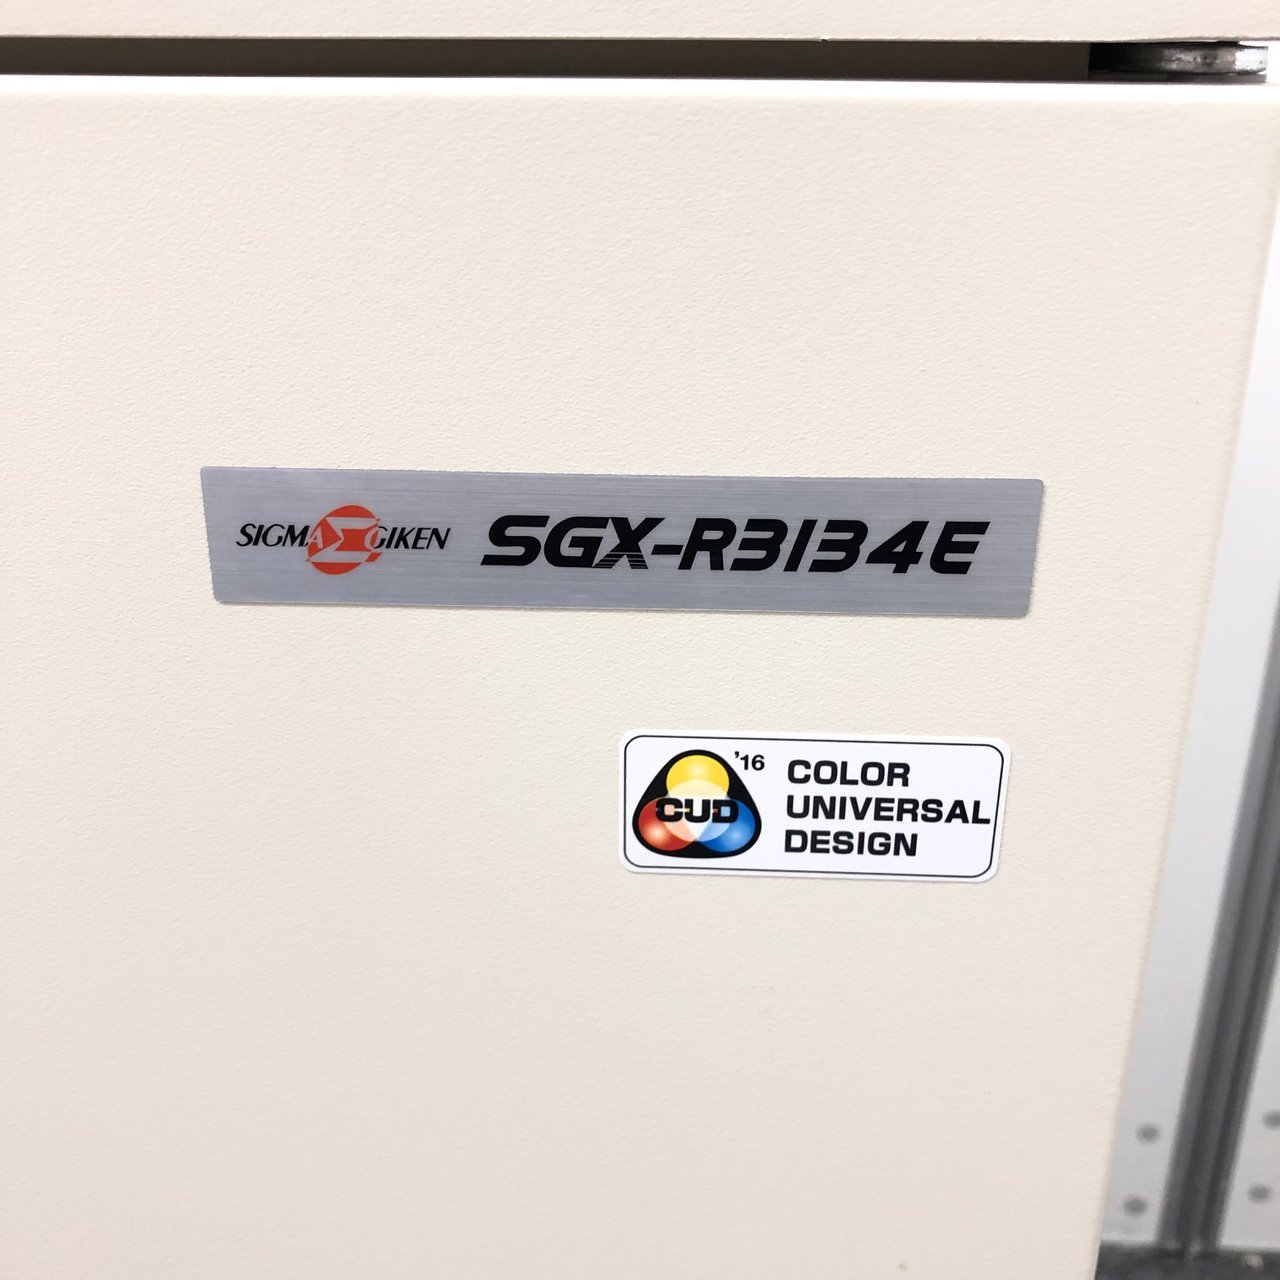 SIGMA GIKEN SGX-R3134E
'16
CUD
COLOR
UNIVERSAL
DESIGN